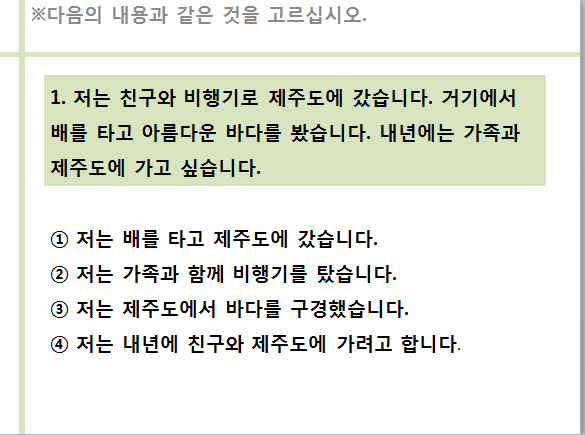 ※다음의 내용과 같은 것을 고르십시오.
1. 저는 친구와 비행기로 제주도에 갔습니다. 거기에서
배를 타고 아름다운 바다를 봤습니다. 내년에는 가족과
제주도에 가고 싶습니다.
① 저는 배를 타고 제주도에 갔습니다.
② 저는 가족과 함께 비행기를 탔습니다.
③ 저는 제주도에서 바다를 구경했습니다.
④ 저는 내년에 친구와 제주도에 가려고 합니다.